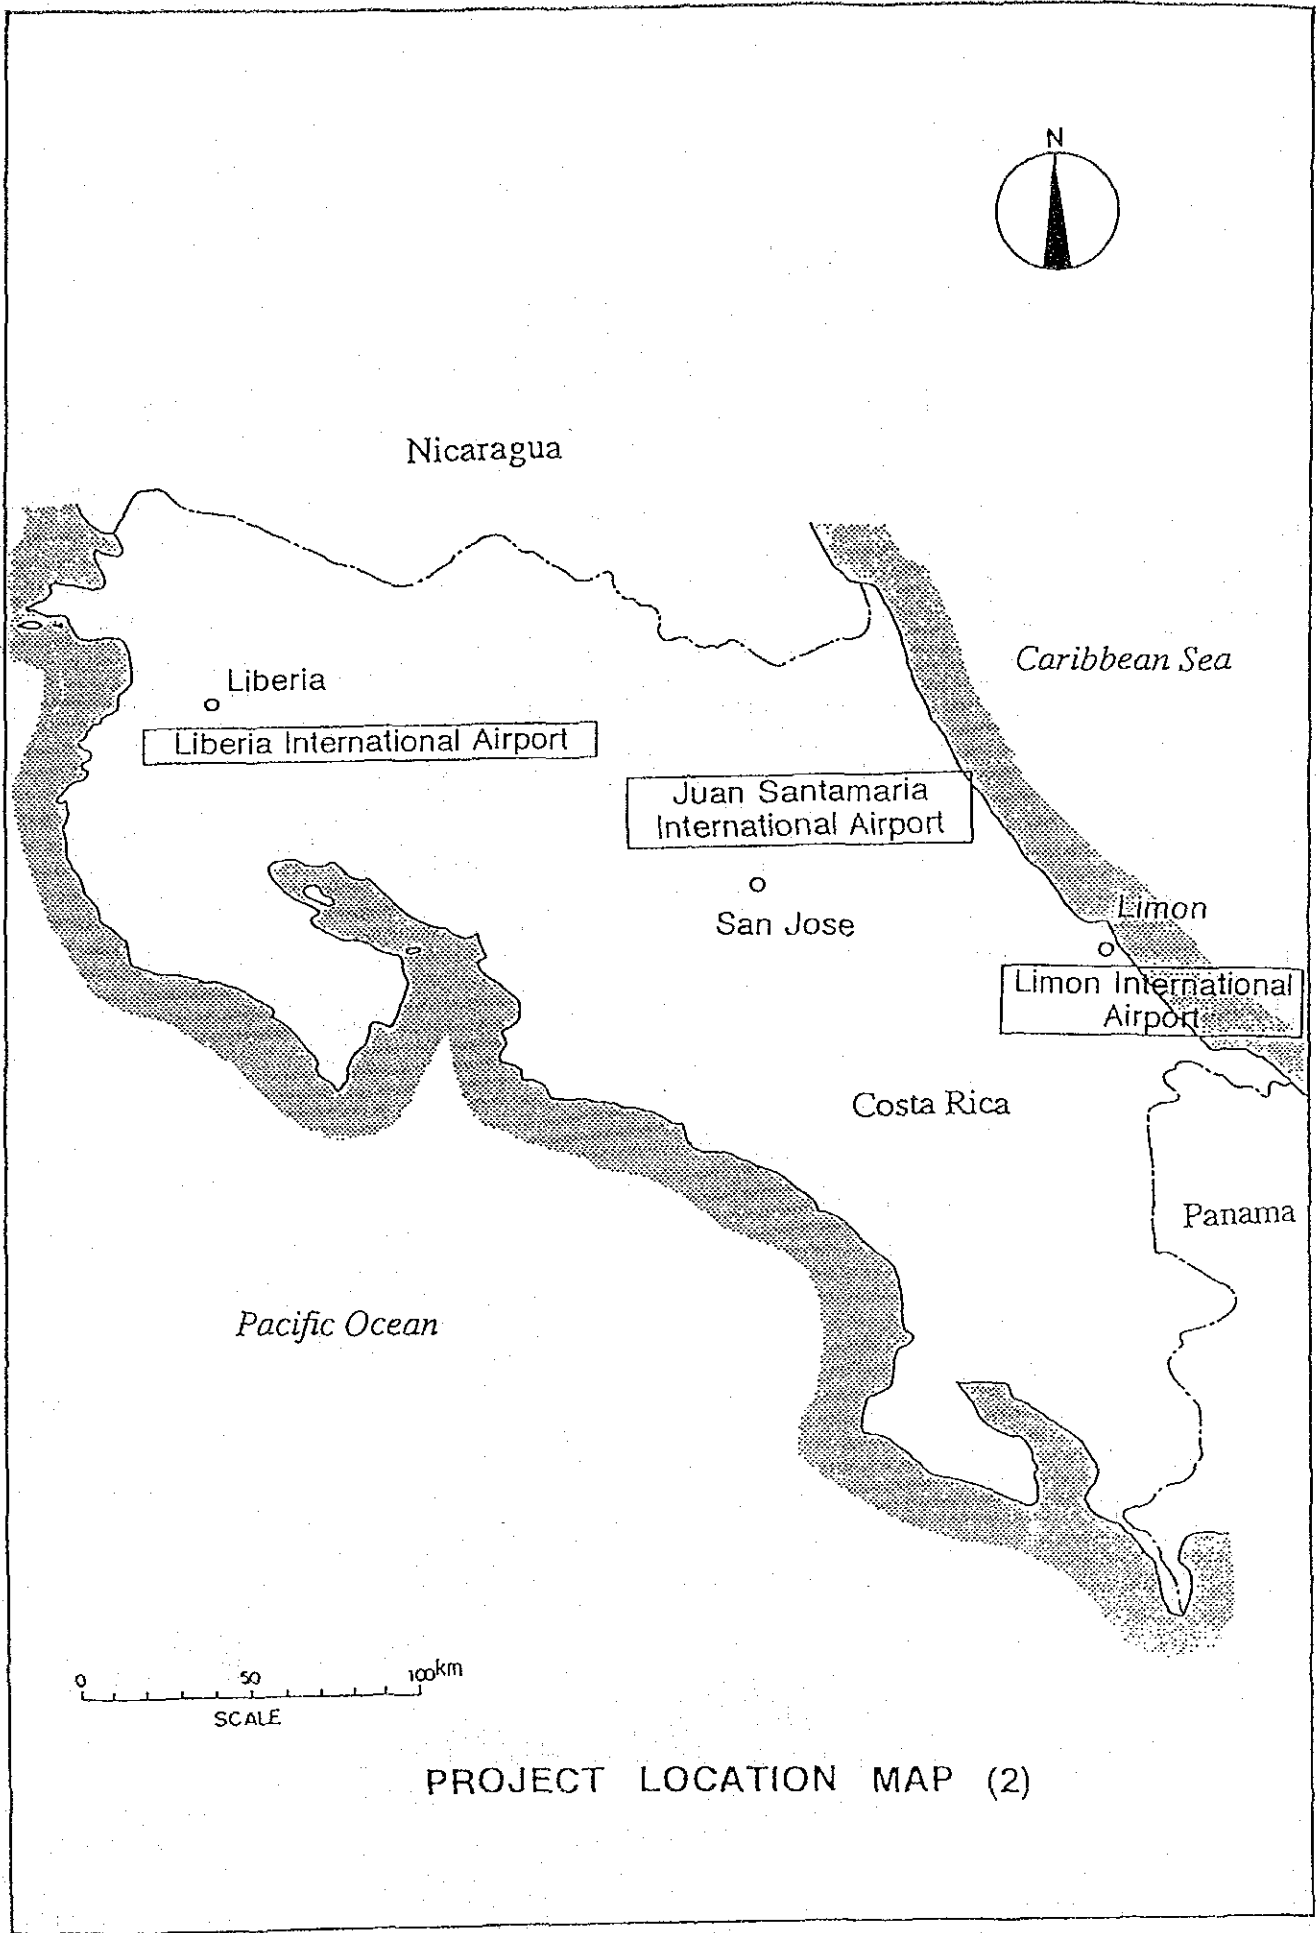 N
Nicaragua
Caribbean Sea
Liberia
Liberia International Airport
Juan Santamaria
International Airport
San Jose
Limon
Limon International
Airport
Costa Rica
Panama
Pacific Ocean
0 50 100km
SCALE
PROJECT LOCATION MAP (2)